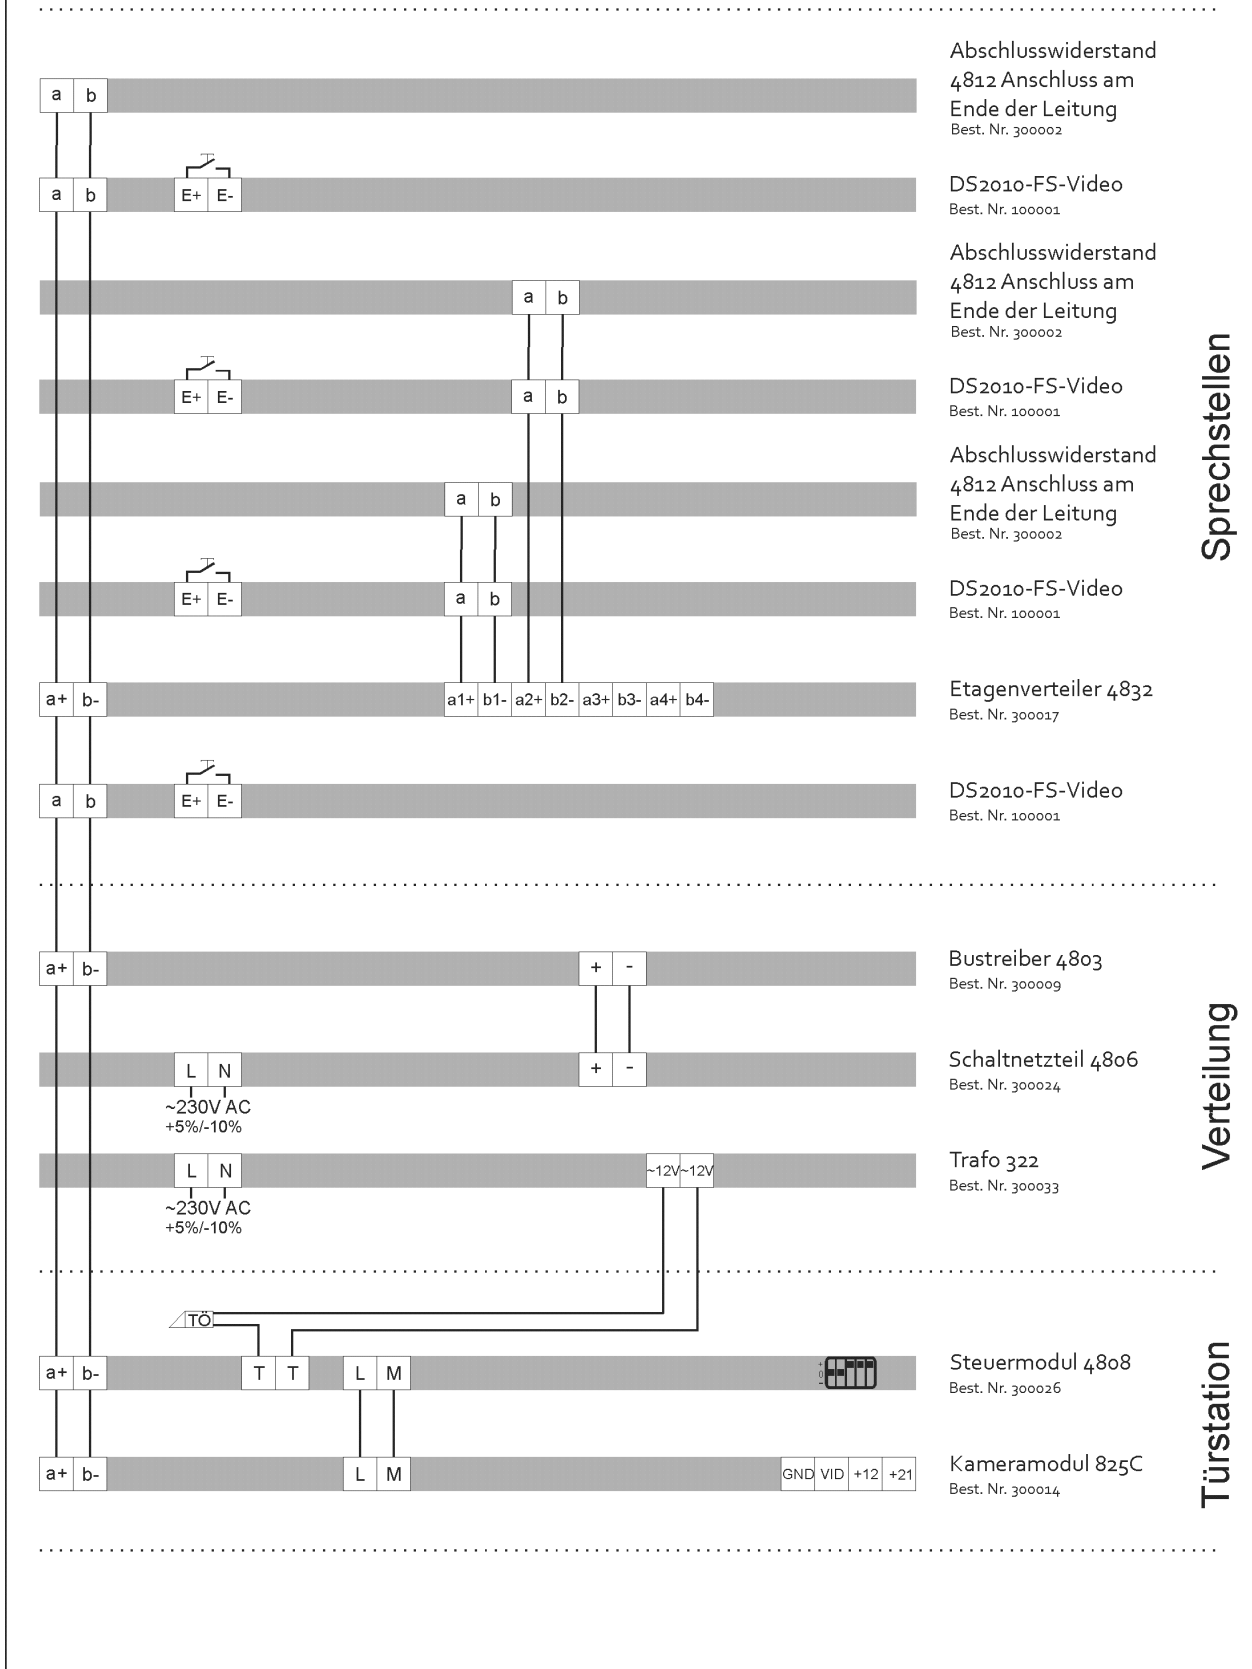 Abschlusswiderstand
4812 Anschluss am
Ende der Leitung
Best. Nr. 300002
a b
DS2010-FS-Video
Best. Nr. 100001
a b E+ E-
Abschlusswiderstand
4812 Anschluss am
Ende der Leitung
Best. Nr. 300002
a b
DS2010-FS-Video
Best. Nr. 100001
E+ E- a b
Abschlusswiderstand
4812 Anschluss am
Ende der Leitung
Best. Nr. 300002
a b
DS2010-FS-Video
Best. Nr. 100001
E+ E- a b
Etagenverteiler 4832
Best. Nr. 300017
a+ b- a1+ b1- a2+ b2- a3+ b3- a4+ b4-
DS2010-FS-Video
Best. Nr. 100001
a b E+ E-
Sprechstellen
Bustreiber 4803
Best. Nr. 300009
a+ b- + -
Schaltnetzteil 4806
Best. Nr. 300024
L N + -
~230V AC
+5%/-10%
Trafo 322
Best. Nr. 300033
L N ~12V ~12V
~230V AC
+5%/-10%
Verteilung
TÖ
Steuermodul 4808
Best. Nr. 300026
a+ b- T T L M
+
0
-
Kameramodul 825C
Best. Nr. 300014
a+ b- L M GND VID +12 +21
Türstation